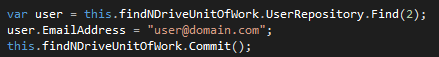 var user = this.findNDriveUnitOfWork.UserRepository.Find(2);
user.EmailAddress = "user@domain.com";
this.findNDriveUnitOfWork.Commit();